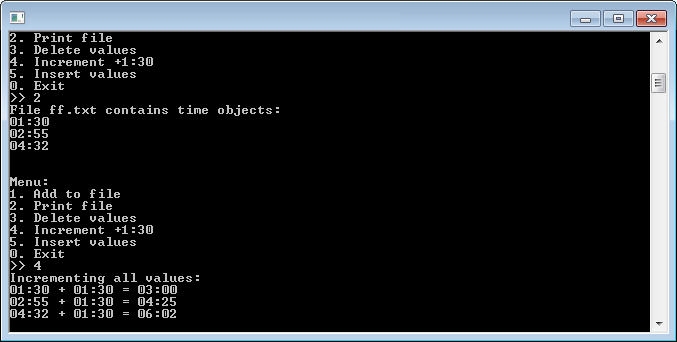 2. Print file
3. Delete values
4. Increment +1:30
5. Insert values
0. Exit
>> 2
File ff.txt contains time objects:
01:30
02:55
04:32
Menu:
1. Add to file
2. Print file
3. Delete values
4. Increment +1:30
5. Insert values
0. Exit
>> 4
Incrementing all values:
01:30 + 01:30 = 03:00
02:55 + 01:30 = 04:25
04:32 + 01:30 = 06:02